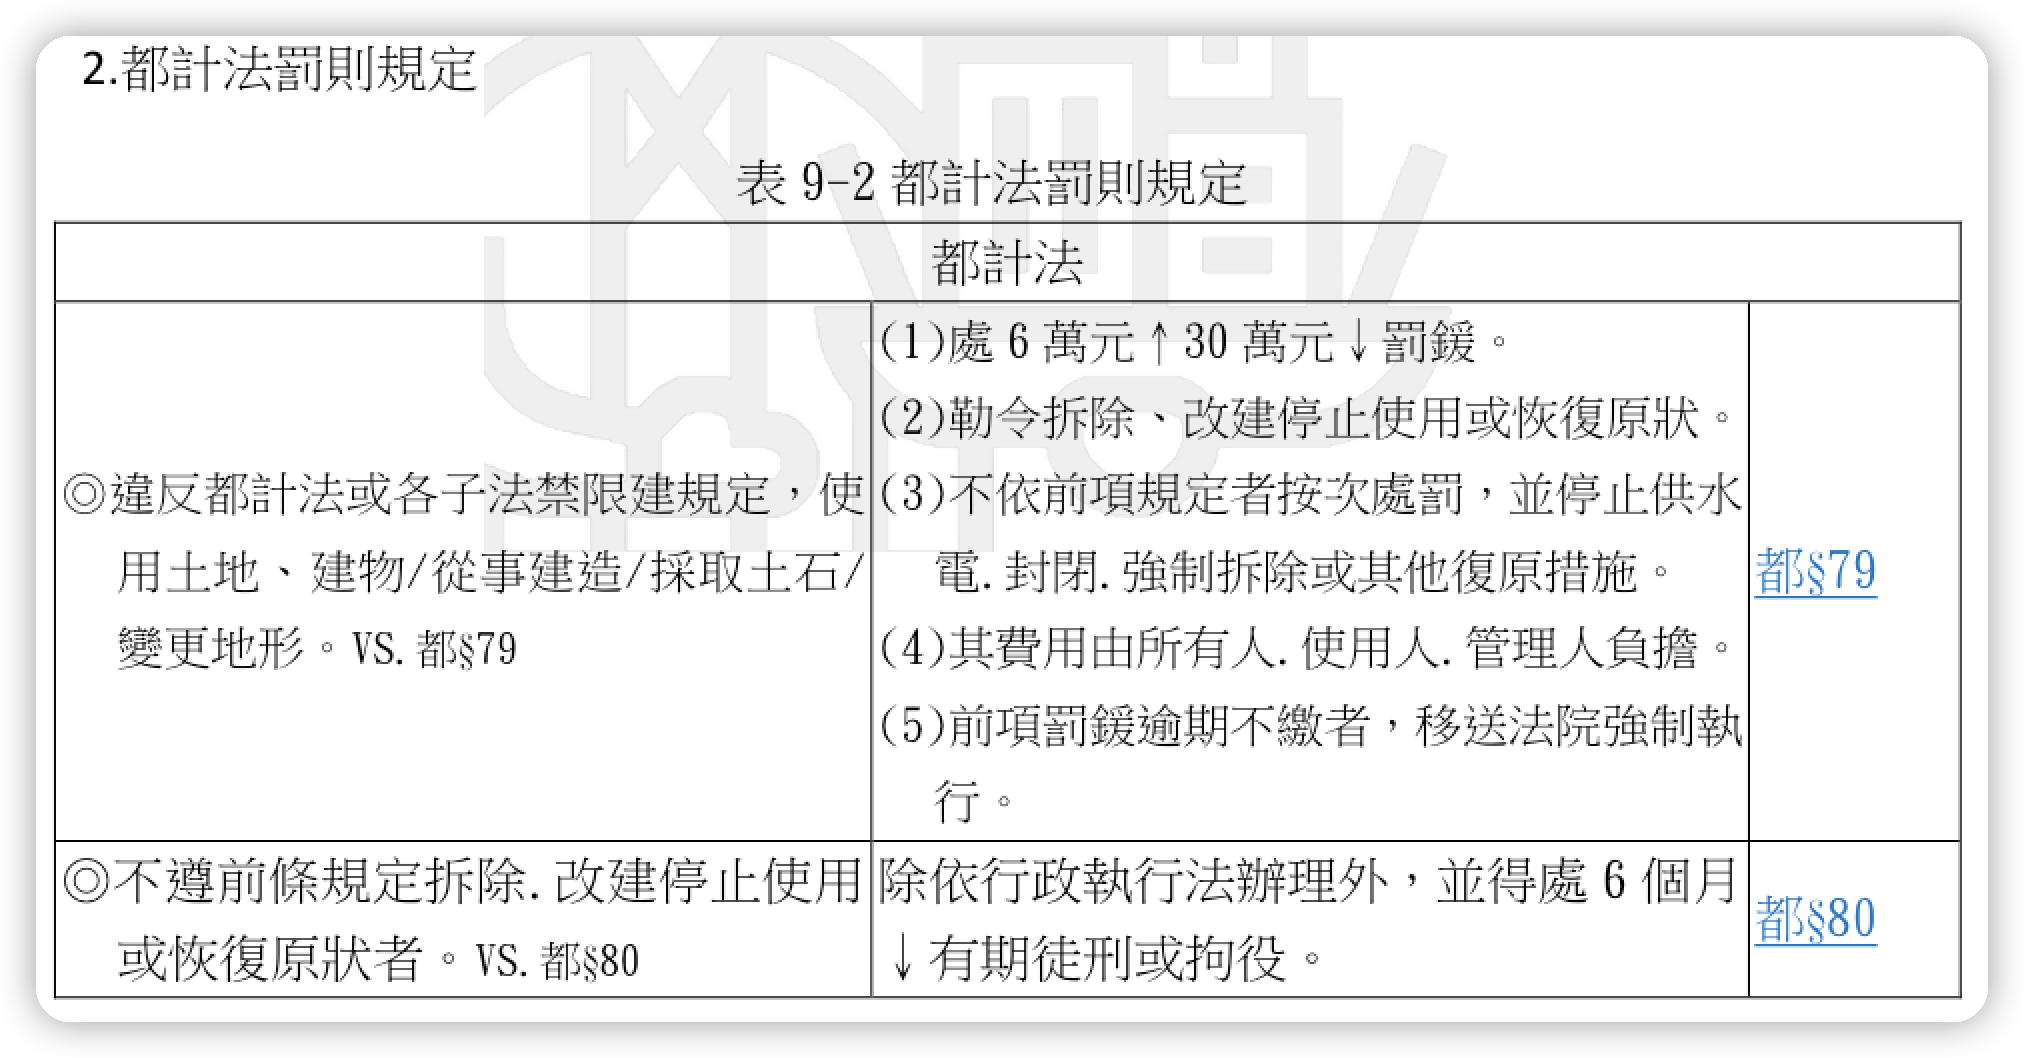 2.都計法罰則規定
表 9-2 都計法罰則規定
都計法
◎違反都計法或各子法禁限建規定，使
用土地、建物/從事建造/採取土石/
變更地形。VS.都§79
(1)處 6 萬元↑30 萬元↓罰鍰。
(2)勒令拆除、改建停止使用或恢復原狀。
(3)不依前項規定者按次處罰，並停止供水
電.封閉.強制拆除或其他復原措施。
(4)其費用由所有人.使用人.管理人負擔。
(5)前項罰鍰逾期不繳者，移送法院強制執
行。
都§79
◎不遵前條規定拆除.改建停止使用
或恢復原狀者。VS.都§80
除依行政執行法辦理外，並得處 6 個月
↓有期徒刑或拘役。
都§80